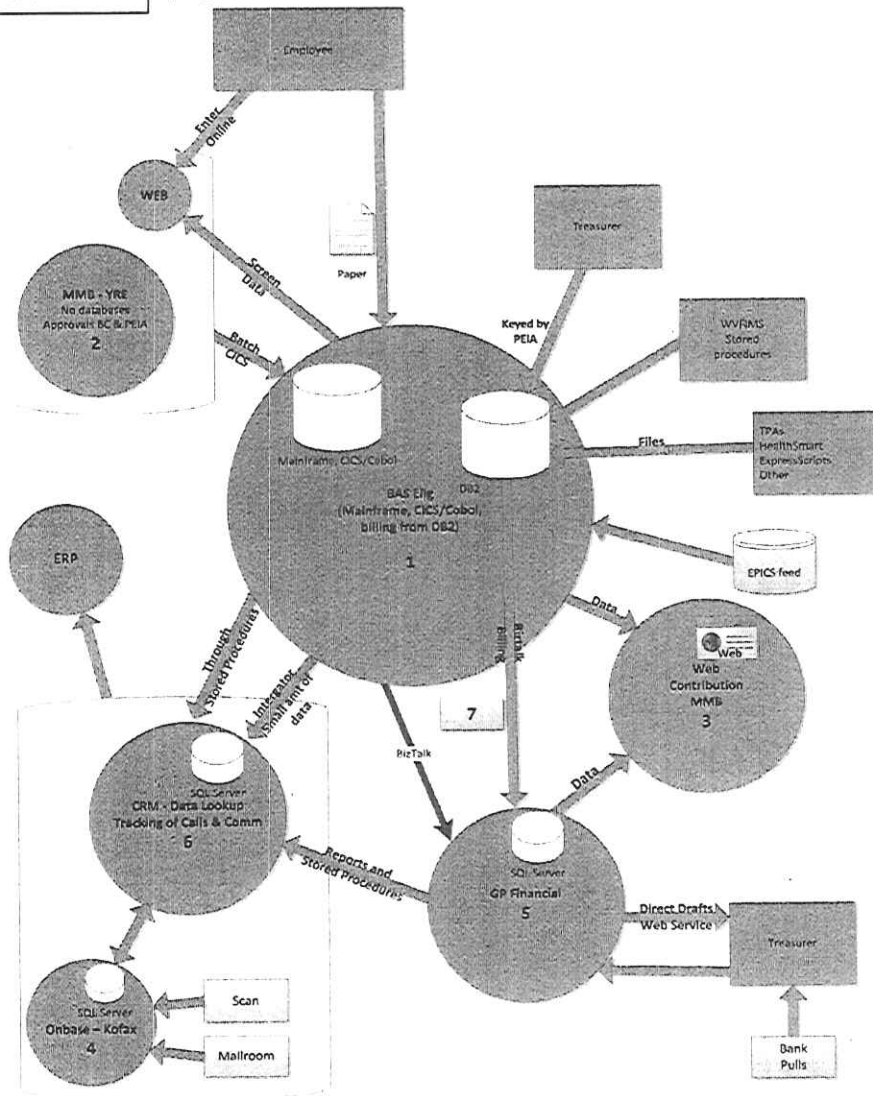 Employee
Enter
Online
WEB
Screen
Data
Paper
Treasurer
MMB - YRE
No databases
Approvals BC & PEIA
2
Batch
CICS
Keyed by
PEIA
WVRMS
Stored
procedures
Mainframe, CICS/Cobol
DB2
Files
TPAs
HealthSmart
ExpressScripts
Other
BAS Elig
(Mainframe, CICS/Cobol,
billing from DB2)
1
EPICS feed
ERP
Through
Stored Procedures
Intergator,
Small amt of
data
BizTalk
7
Biztalk
Billing
Data
Web
Web
Contribution
MMB
3
SQL Server
CRM - Data Lookup
Tracking of Calls & Comm
6
Reports and
Stored Procedures
Data
SQL Server
GP Financial
5
Direct Drafts,
Web Service
Treasurer
SQL Server
Onbase – Kofax
4
Scan
Mailroom
Bank
Pulls